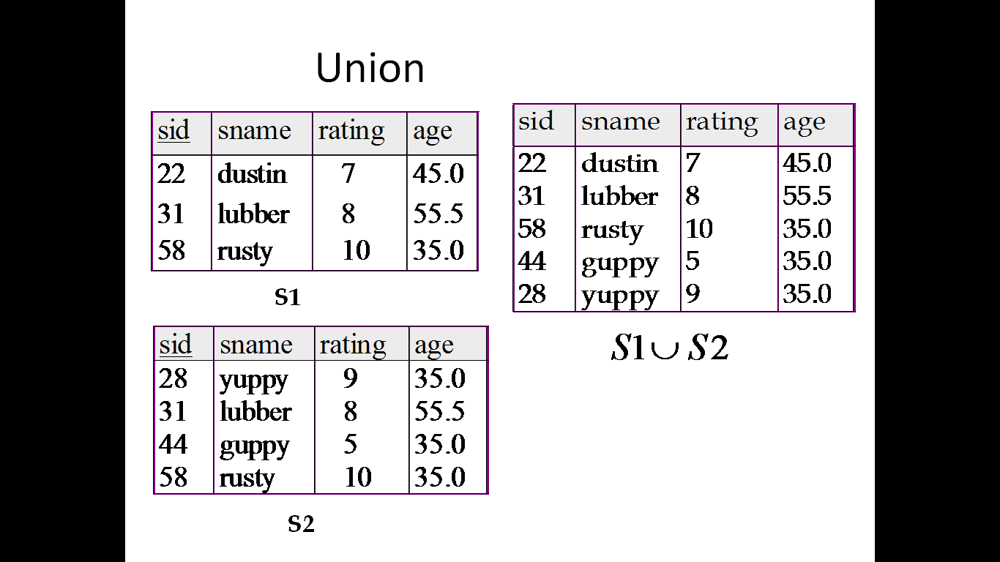 Union
sid sname rating age
22 dustin 7 45.0
31 lubber 8 55.5
58 rusty 10 35.0
S1
sid sname rating age
28 yuppy 9 35.0
31 lubber 8 55.5
44 guppy 5 35.0
58 rusty 10 35.0
S2
sid sname rating age
22 dustin 7 45.0
31 lubber 8 55.5
58 rusty 10 35.0
44 guppy 5 35.0
28 yuppy 9 35.0
S1 ∪ S2